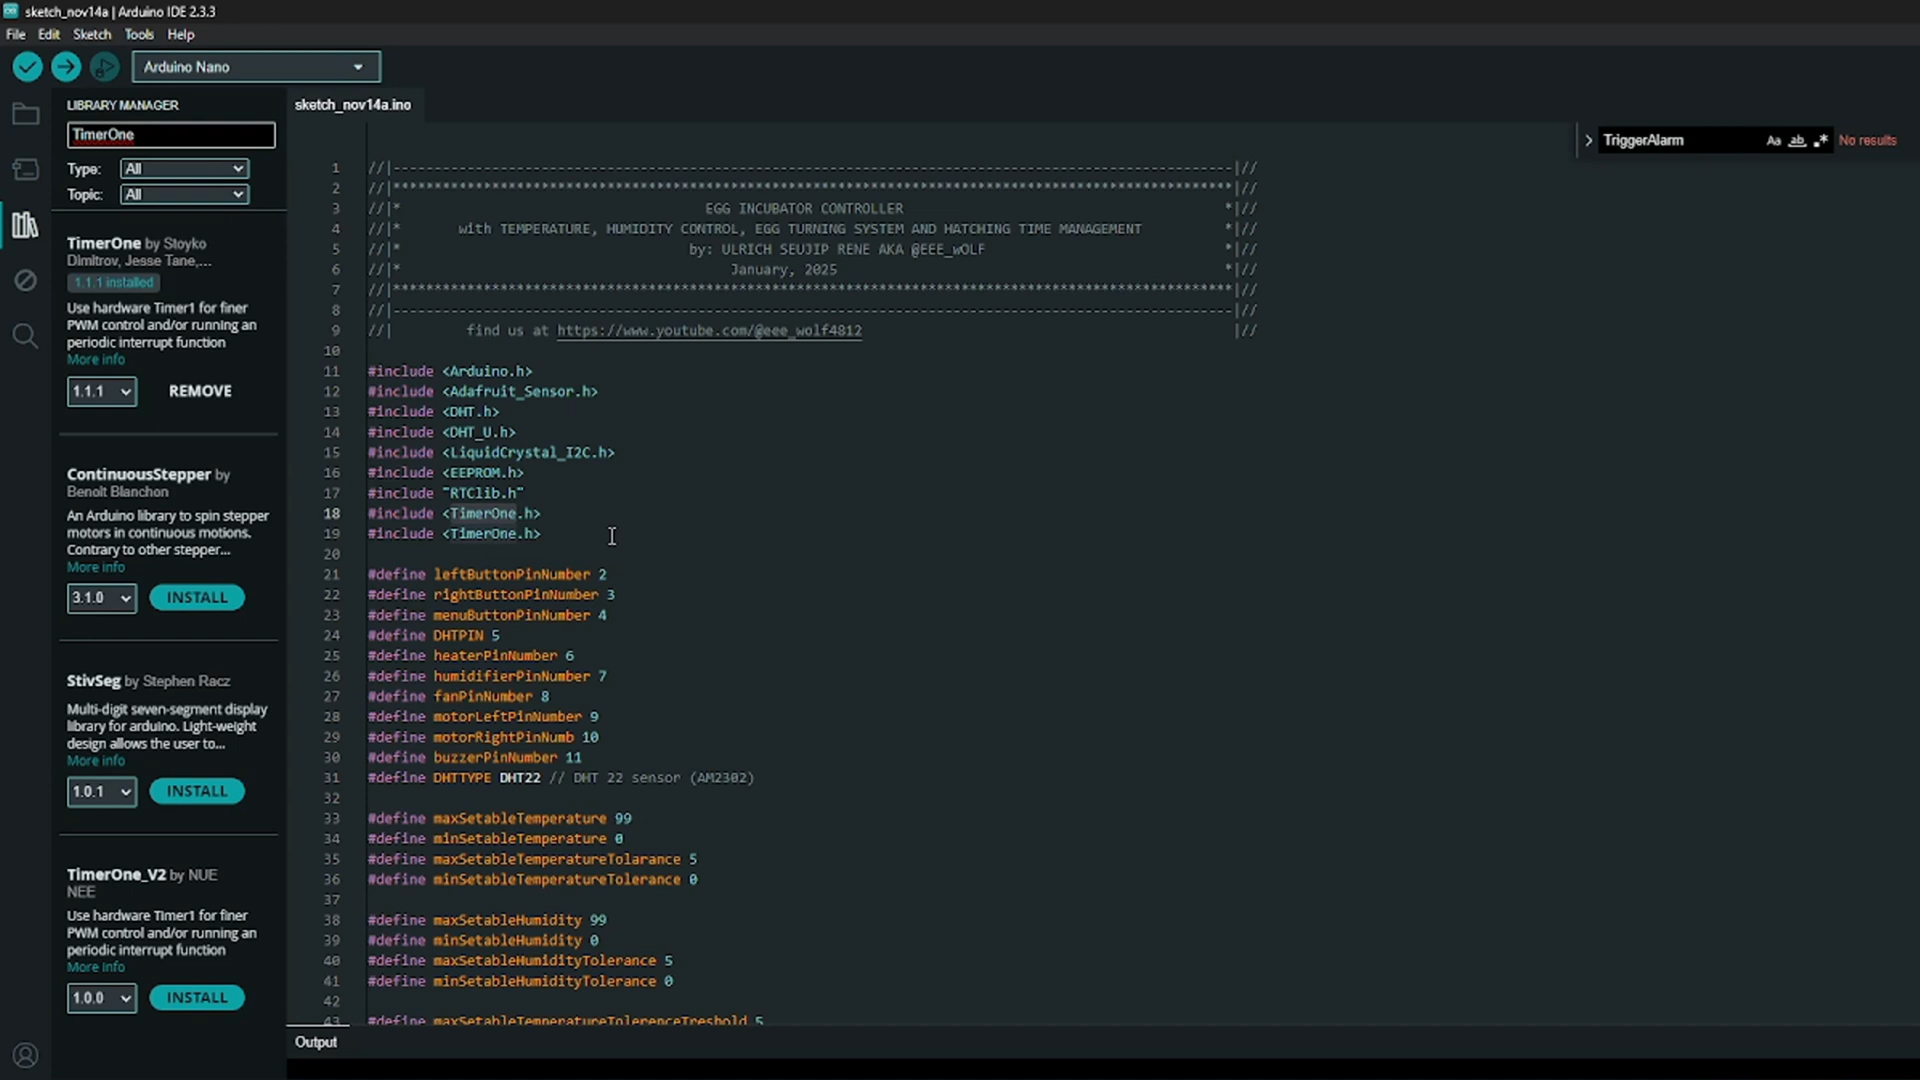 sketch_nov14a | Arduino IDE 2.3.3
File Edit Sketch Tools Help
Arduino Nano
LIBRARY MANAGER
TimerOne
Type: All
Topic: All
TimerOne by Stoyko
Dimitrov, Jesse Tane,...
1.1.1 installed
Use hardware Timer1 for finer
PWM control and/or running an
periodic interrupt function
More info
1.1.1 REMOVE
ContinuousStepper by
Benoit Blanchon
An Arduino library to spin stepper
motors in continuous motions.
Contrary to other stepper...
More info
3.1.0 INSTALL
StivSeg by Stephen Racz
Multi-digit seven-segment display
library for arduino. Light-weight
design allows the user to...
More info
1.0.1 INSTALL
TimerOne_V2 by NUE
NEE
Use hardware Timer1 for finer
PWM control and/or running an
periodic interrupt function
More info
1.0.0 INSTALL
sketch_nov14a.ino
TriggerAlarm Aa ab .* No results
1 //|------------------------------------------------------------------------------------------------------|//
2 //|******************************************************************************************************|//
3 //|* EGG INCUBATOR CONTROLLER *|//
4 //|* with TEMPERATURE, HUMIDITY CONTROL, EGG TURNING SYSTEM AND HATCHING TIME MANAGEMENT *|//
5 //|* by: ULRICH SEUJIP RENE AKA @EEE_wOLF *|//
6 //|* January, 2025 *|//
7 //|******************************************************************************************************|//
8 //|------------------------------------------------------------------------------------------------------|//
9 //| find us at https://www.youtube.com/@eee_wolf4812 |//
10
11 #include <Arduino.h>
12 #include <Adafruit_Sensor.h>
13 #include <DHT.h>
14 #include <DHT_U.h>
15 #include <LiquidCrystal_I2C.h>
16 #include <EEPROM.h>
17 #include "RTClib.h"
18 #include <TimerOne.h>
19 #include <TimerOne.h>
20
21 #define leftButtonPinNumber 2
22 #define rightButtonPinNumber 3
23 #define menuButtonPinNumber 4
24 #define DHTPIN 5
25 #define heaterPinNumber 6
26 #define humidifierPinNumber 7
27 #define fanPinNumber 8
28 #define motorLeftPinNumber 9
29 #define motorRightPinNumb 10
30 #define buzzerPinNumber 11
31 #define DHTTYPE DHT22 // DHT 22 sensor (AM2302)
32
33 #define maxSetableTemperature 99
34 #define minSetableTemperature 0
35 #define maxSetableTemperatureTolarance 5
36 #define minSetableTemperatureTolerance 0
37
38 #define maxSetableHumidity 99
39 #define minSetableHumidity 0
40 #define maxSetableHumidityTolerance 5
41 #define minSetableHumidityTolerance 0
42
43 #define maxSetableTemperatureTolerenceTreshold 5
Output